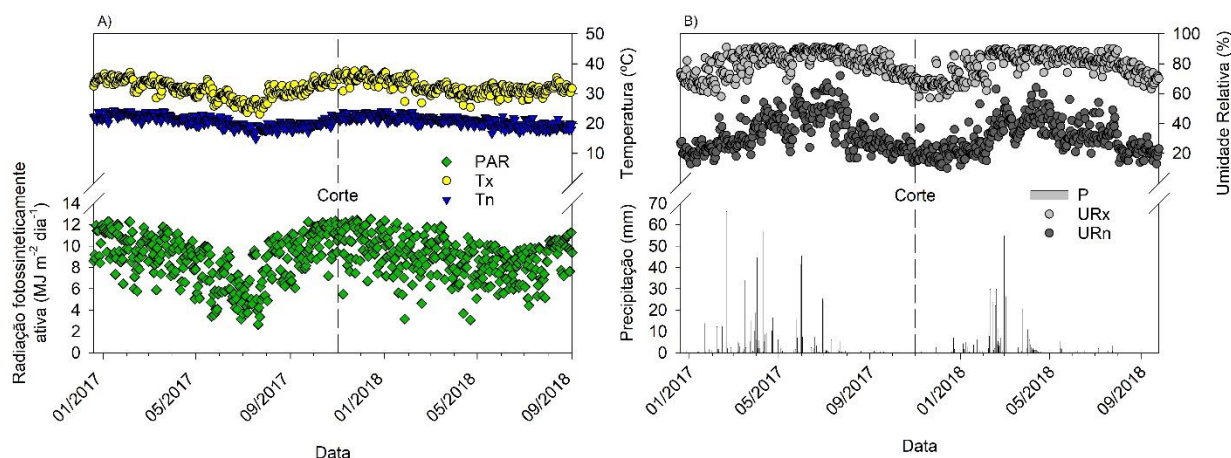 A)
50
40
30
20
10
Temperatura (ºC)
PAR
Tx
Tn
Corte
14
12
10
8
6
4
2
0
Radiação fotossinteticamente
ativa (MJ m-2 dia-1)
01/2017
05/2017
09/2017
01/2018
05/2018
09/2018
Data
B)
100
80
60
40
20
Umidade Relativa (%)
P
URx
URn
Corte
70
60
50
40
30
20
10
0
Precipitação (mm)
01/2017
05/2017
09/2017
01/2018
05/2018
09/2018
Data